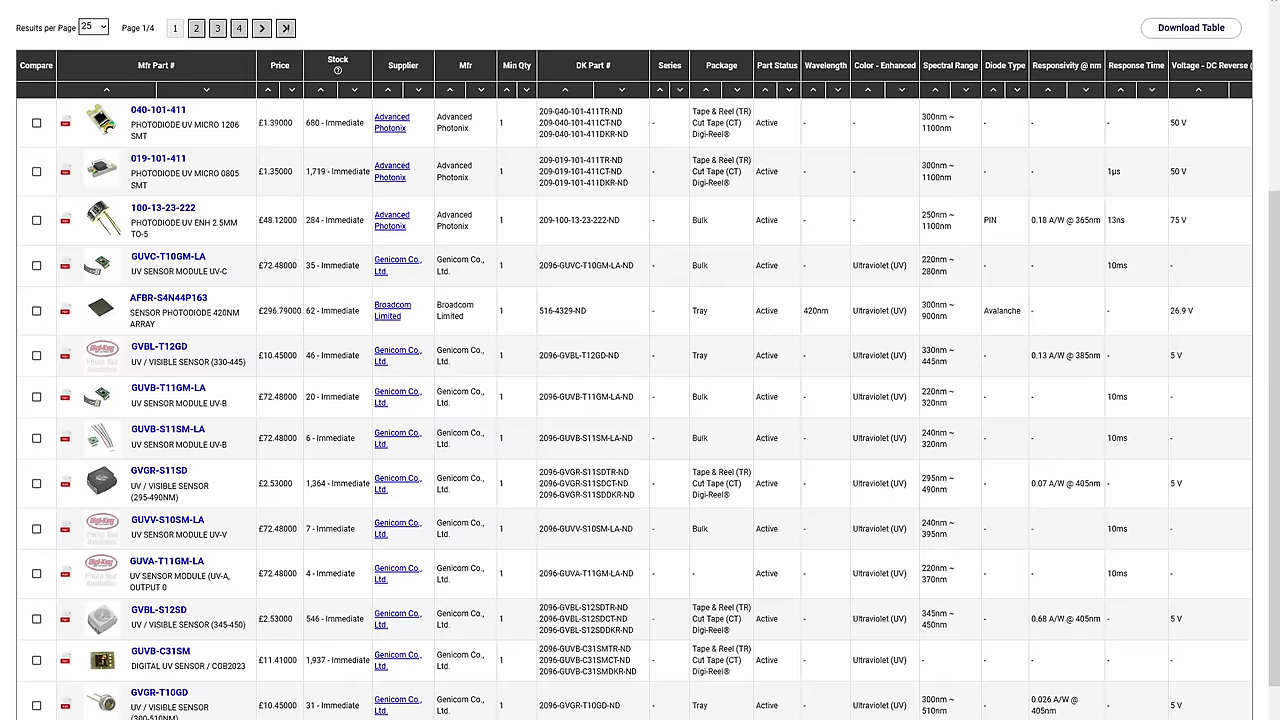 Results per Page 25 Page 1/4 1 2 3 4 Download Table
Compare Mfr Part # Price Stock Supplier Mfr Min Qty DK Part # Series Package Part Status Wavelength Color - Enhanced Spectral Range Diode Type Responsivity @ nm Response Time Voltage - DC Reverse (
040-101-411
PHOTODIODE UV MICRO 1206
SMT
£1.39000 680 - Immediate
Advanced
Photonix
Advanced
Photonix
1
209-040-101-411TR-ND
209-040-101-411CT-ND
209-040-101-411DKR-ND
-
Tape & Reel (TR)
Cut Tape (CT)
Digi-Reel®
Active - -
300nm ~
1100nm
- - - 50 V
019-101-411
PHOTODIODE UV MICRO 0805
SMT
£1.35000 1,719 - Immediate
Advanced
Photonix
Advanced
Photonix
1
209-019-101-411TR-ND
209-019-101-411CT-ND
209-019-101-411DKR-ND
-
Tape & Reel (TR)
Cut Tape (CT)
Digi-Reel®
Active - -
300nm ~
1100nm
- - 1µs 50 V
100-13-23-222
PHOTODIODE UV ENH 2.5MM
TO-5
£48.12000 284 - Immediate
Advanced
Photonix
Advanced
Photonix
1 209-100-13-23-222-ND - Bulk Active - -
250nm ~
1100nm
PIN 0.18 A/W @ 365nm 13ns 75 V
GUVC-T10GM-LA
UV SENSOR MODULE UV-C
£72.48000 35 - Immediate
Genicom Co.,
Ltd.
Genicom Co.,
Ltd.
1 2096-GUVC-T10GM-LA-ND - Bulk Active - Ultraviolet (UV)
220nm ~
280nm
- - 10ms -
AFBR-S4N44P163
SENSOR PHOTODIODE 420NM
ARRAY
£296.79000 62 - Immediate
Broadcom
Limited
Broadcom
Limited
1 516-4329-ND - Tray Active 420nm Ultraviolet (UV)
300nm ~
900nm
Avalanche - - 26.9 V
GVBL-T12GD
UV / VISIBLE SENSOR (330-445)
£10.45000 46 - Immediate
Genicom Co.,
Ltd.
Genicom Co.,
Ltd.
1 2096-GVBL-T12GD-ND - Tray Active - Ultraviolet (UV)
330nm ~
445nm
- 0.13 A/W @ 385nm - 5 V
GUVB-T11GM-LA
UV SENSOR MODULE UV-B
£72.48000 20 - Immediate
Genicom Co.,
Ltd.
Genicom Co.,
Ltd.
1 2096-GUVB-T11GM-LA-ND - Bulk Active - Ultraviolet (UV)
220nm ~
320nm
- - 10ms -
GUVB-S11SM-LA
UV SENSOR MODULE UV-B
£72.48000 6 - Immediate
Genicom Co.,
Ltd.
Genicom Co.,
Ltd.
1 2096-GUVB-S11SM-LA-ND - Bulk Active - Ultraviolet (UV)
240nm ~
320nm
- - 10ms -
GVGR-S11SD
UV / VISIBLE SENSOR
(295-490NM)
£2.53000 1,364 - Immediate
Genicom Co.,
Ltd.
Genicom Co.,
Ltd.
1
2096-GVGR-S11SDTR-ND
2096-GVGR-S11SDCT-ND
2096-GVGR-S11SDDKR-ND
-
Tape & Reel (TR)
Cut Tape (CT)
Digi-Reel®
Active - Ultraviolet (UV)
295nm ~
490nm
- 0.07 A/W @ 405nm - 5 V
GUVV-S10SM-LA
UV SENSOR MODULE UV-V
£72.48000 7 - Immediate
Genicom Co.,
Ltd.
Genicom Co.,
Ltd.
1 2096-GUVV-S10SM-LA-ND - Bulk Active - Ultraviolet (UV)
240nm ~
395nm
- - 10ms -
GUVA-T11GM-LA
UV SENSOR MODULE (UV-A,
OUTPUT 0
£72.48000 4 - Immediate
Genicom Co.,
Ltd.
Genicom Co.,
Ltd.
1 2096-GUVA-T11GM-LA-ND - - Active - Ultraviolet (UV)
220nm ~
370nm
- - 10ms -
GVBL-S12SD
UV / VISIBLE SENSOR (345-450)
£2.53000 546 - Immediate
Genicom Co.,
Ltd.
Genicom Co.,
Ltd.
1
2096-GVBL-S12SDTR-ND
2096-GVBL-S12SDCT-ND
2096-GVBL-S12SDDKR-ND
-
Tape & Reel (TR)
Cut Tape (CT)
Digi-Reel®
Active - Ultraviolet (UV)
345nm ~
450nm
- 0.68 A/W @ 405nm - 5 V
GUVB-C31SM
DIGITAL UV SENSOR / COB2023
£11.41000 1,937 - Immediate
Genicom Co.,
Ltd.
Genicom Co.,
Ltd.
1
2096-GUVB-C31SMTR-ND
2096-GUVB-C31SMCT-ND
2096-GUVB-C31SMDKR-ND
-
Tape & Reel (TR)
Cut Tape (CT)
Digi-Reel®
Active - Ultraviolet (UV) - - - - -
GVGR-T10GD
UV / VISIBLE SENSOR
(300-510NM)
£10.45000 31 - Immediate
Genicom Co.,
Ltd.
Genicom Co.,
Ltd.
1 2096-GVGR-T10GD-ND - Tray Active - Ultraviolet (UV)
300nm ~
510nm
-
0.026 A/W @
405nm
- 5 V